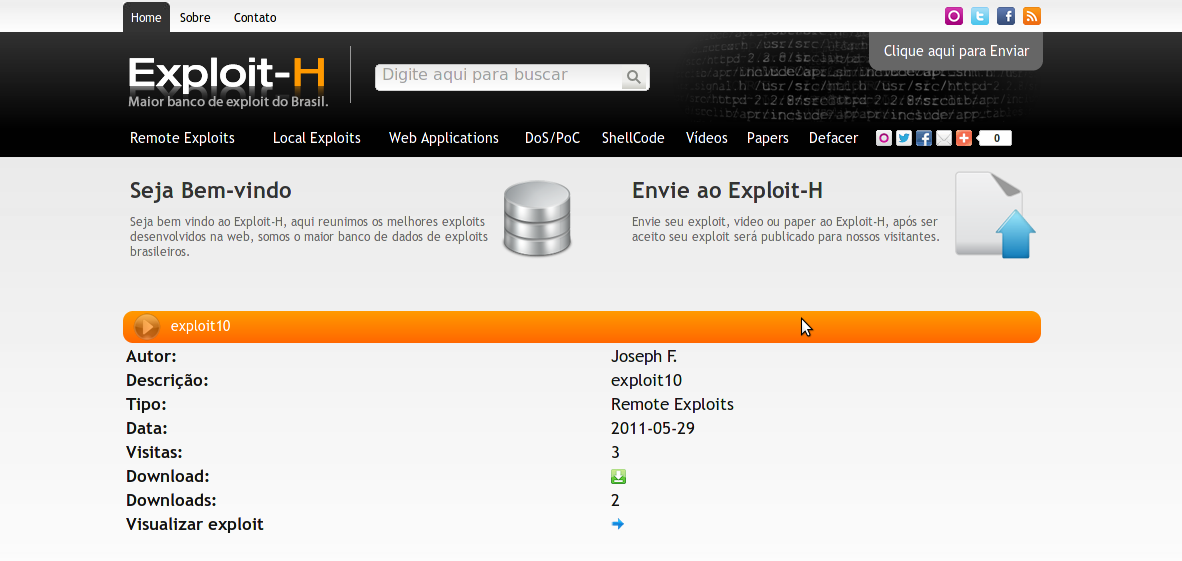 Home Sobre Contato
Clique aqui para Enviar
Exploit-H
Maior banco de exploit do Brasil.
Digite aqui para buscar
Remote Exploits Local Exploits Web Applications DoS/PoC ShellCode Vídeos Papers Defacer 0
Seja Bem-vindo
Seja bem vindo ao Exploit-H, aqui reunimos os melhores exploits
desenvolvidos na web, somos o maior banco de dados de exploits
brasileiros.
Envie ao Exploit-H
Envie seu exploit, video ou paper ao Exploit-H, após ser
aceito seu exploit será publicado para nossos visitantes.
exploit10
Autor: Joseph F.
Descrição: exploit10
Tipo: Remote Exploits
Data: 2011-05-29
Visitas: 3
Download:
Downloads: 2
Visualizar exploit